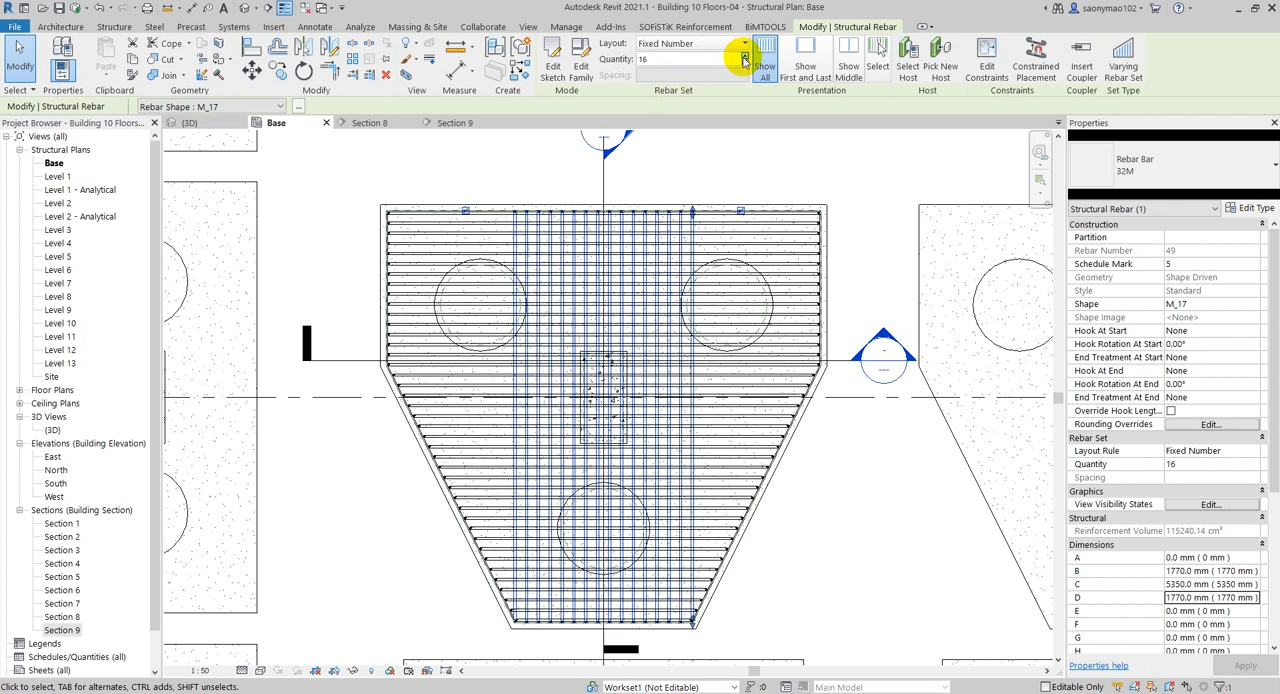 Autodesk Revit 2021.1 - Building 10 Floors-04 - Structural Plan: Base
saonymao102
File Architecture Structure Steel Precast Systems Insert Annotate Analyze Massing & Site Collaborate View Manage Add-Ins SOFiSTiK Reinforcement BiMTOOLS Modify | Structural Rebar
Modify Paste Cope Cut Join Edit Sketch Edit Family Layout: Fixed Number Quantity: 16 Spacing: Show All Show First and Last Show Middle Select Select Host Pick New Host Edit Constraints Constrained Placement Insert Coupler Varying Rebar Set
Select Properties Clipboard Geometry Modify View Measure Create Mode Rebar Set Presentation Host Constraints Coupler Set Type
Modify | Structural Rebar Rebar Shape : M_17 ...
Project Browser - Building 10 Floors...
{3D} Base Section 8 Section 9
Views (all)
Structural Plans
Base
Level 1
Level 1 - Analytical
Level 2
Level 2 - Analytical
Level 3
Level 4
Level 5
Level 6
Level 7
Level 8
Level 9
Level 10
Level 11
Level 12
Level 13
Site
Floor Plans
Ceiling Plans
3D Views
{3D}
Elevations (Building Elevation)
East
North
South
West
Sections (Building Section)
Section 1
Section 2
Section 3
Section 4
Section 5
Section 6
Section 7
Section 8
Section 9
Legends
Schedules/Quantities (all)
Sheets (all)
Properties
Rebar Bar
32M
Structural Rebar (1) Edit Type
Construction
Partition
Rebar Number 49
Schedule Mark 5
Geometry Shape Driven
Style Standard
Shape M_17
Shape Image <None>
Hook At Start None
Hook Rotation At Start 0.00°
End Treatment At Start None
Hook At End None
Hook Rotation At End 0.00°
End Treatment At End None
Override Hook Lengt...
Rounding Overrides Edit...
Rebar Set
Layout Rule Fixed Number
Quantity 16
Spacing
Graphics
View Visibility States Edit...
Structural
Reinforcement Volume 115240.14 cm³
Dimensions
A 0.0 mm ( 0 mm )
B 1770.0 mm ( 1770 mm )
C 5350.0 mm ( 5350 mm )
D 1770.0 mm ( 1770 mm )
E 0.0 mm ( 0 mm )
F 0.0 mm ( 0 mm )
G 0.0 mm ( 0 mm )
H 0.0 mm ( 0 mm )
Properties help Apply
1 : 50
Click to select, TAB for alternates, CTRL adds, SHIFT unselects. Workset1 (Not Editable) :0 Main Model Editable Only :1